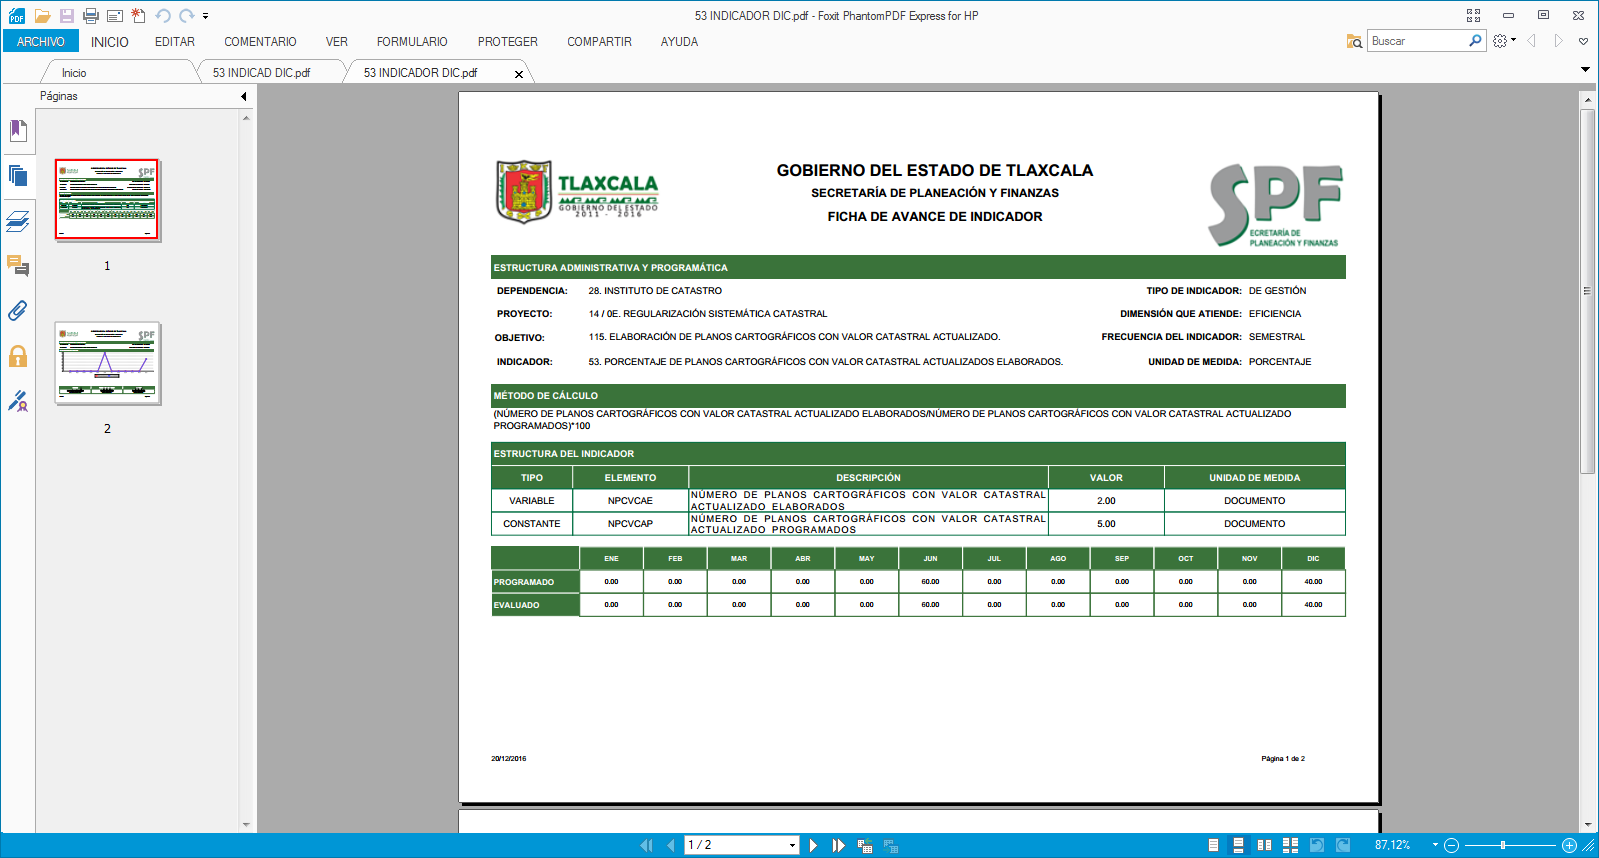 53 INDICADOR DIC.pdf - Foxit PhantomPDF Express for HP
ARCHIVO INICIO EDITAR COMENTARIO VER FORMULARIO PROTEGER COMPARTIR AYUDA Buscar
Inicio 53 INDICAD DIC.pdf 53 INDICADOR DIC.pdf
Páginas
1
2
TLAXCALA
GOBIERNO DEL ESTADO
2011 - 2016
GOBIERNO DEL ESTADO DE TLAXCALA
SECRETARÍA DE PLANEACIÓN Y FINANZAS
FICHA DE AVANCE DE INDICADOR
SPF
ECRETARÍA DE
PLANEACIÓN Y FINANZAS
ESTRUCTURA ADMINISTRATIVA Y PROGRAMÁTICA
DEPENDENCIA: 28. INSTITUTO DE CATASTRO TIPO DE INDICADOR: DE GESTIÓN
PROYECTO: 14 / 0E. REGULARIZACIÓN SISTEMÁTICA CATASTRAL DIMENSIÓN QUE ATIENDE: EFICIENCIA
OBJETIVO: 115. ELABORACIÓN DE PLANOS CARTOGRÁFICOS CON VALOR CATASTRAL ACTUALIZADO. FRECUENCIA DEL INDICADOR: SEMESTRAL
INDICADOR: 53. PORCENTAJE DE PLANOS CARTOGRÁFICOS CON VALOR CATASTRAL ACTUALIZADOS ELABORADOS. UNIDAD DE MEDIDA: PORCENTAJE
MÉTODO DE CÁLCULO
(NÚMERO DE PLANOS CARTOGRÁFICOS CON VALOR CATASTRAL ACTUALIZADO ELABORADOS/NÚMERO DE PLANOS CARTOGRÁFICOS CON VALOR CATASTRAL ACTUALIZADO
PROGRAMADOS)*100
ESTRUCTURA DEL INDICADOR
TIPO ELEMENTO DESCRIPCIÓN VALOR UNIDAD DE MEDIDA
VARIABLE NPCVCAE NÚMERO DE PLANOS CARTOGRÁFICOS CON VALOR CATASTRAL ACTUALIZADO ELABORADOS 2.00 DOCUMENTO
CONSTANTE NPCVCAP NÚMERO DE PLANOS CARTOGRÁFICOS CON VALOR CATASTRAL ACTUALIZADO PROGRAMADOS 5.00 DOCUMENTO
ENE FEB MAR ABR MAY JUN JUL AGO SEP OCT NOV DIC
PROGRAMADO 0.00 0.00 0.00 0.00 0.00 60.00 0.00 0.00 0.00 0.00 0.00 40.00
EVALUADO 0.00 0.00 0.00 0.00 0.00 60.00 0.00 0.00 0.00 0.00 0.00 40.00
20/12/2016 Página 1 de 2
1 / 2 87,12%